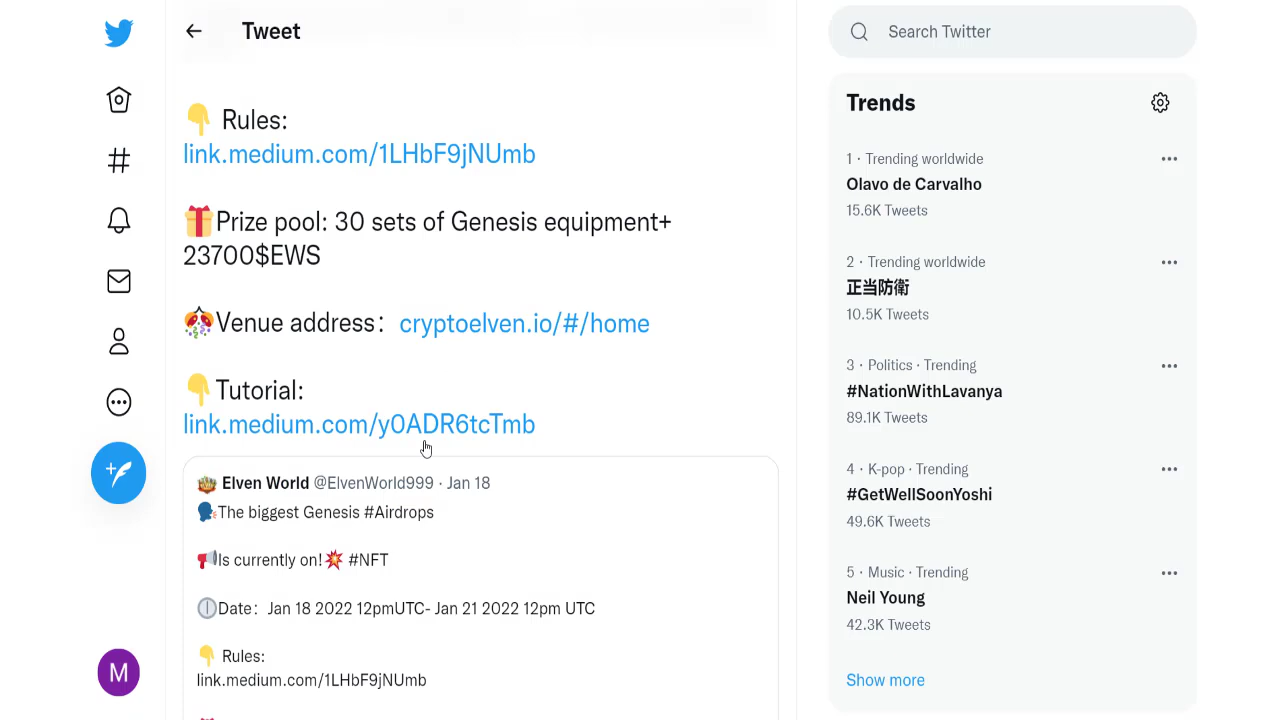 Tweet
Rules:
link.medium.com/1LHbF9jNUmb
Prize pool: 30 sets of Genesis equipment+
23700$EWS
Venue address： cryptoelven.io/#/home
Tutorial:
link.medium.com/y0ADR6tcTmb
Elven World @ElvenWorld999 · Jan 18
The biggest Genesis #Airdrops
Is currently on! #NFT
Date：Jan 18 2022 12pmUTC- Jan 21 2022 12pm UTC
Rules:
link.medium.com/1LHbF9jNUmb
M
Search Twitter
Trends
1 · Trending worldwide
Olavo de Carvalho
15.6K Tweets
2 · Trending worldwide
正当防衛
10.5K Tweets
3 · Politics · Trending
#NationWithLavanya
89.1K Tweets
4 · K-pop · Trending
#GetWellSoonYoshi
49.6K Tweets
5 · Music · Trending
Neil Young
42.3K Tweets
Show more